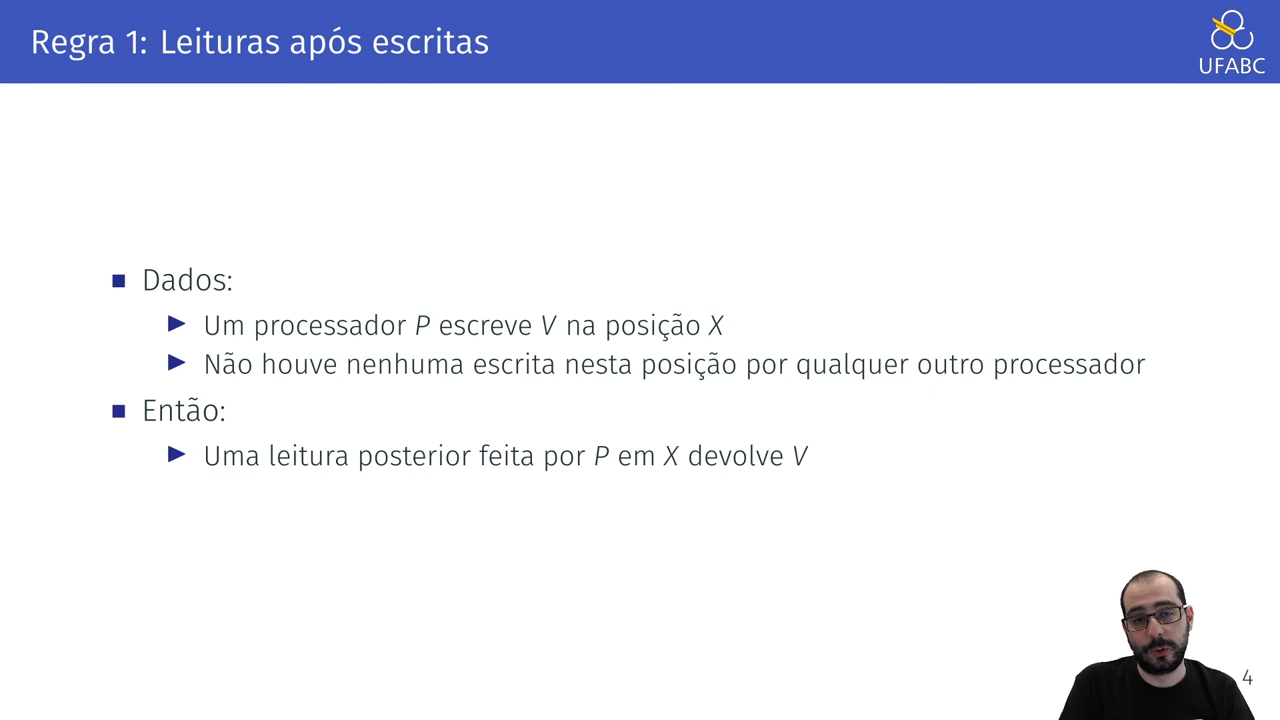 Regra 1: Leituras após escritas
UFABC
Dados:
Um processador P escreve V na posição X
Não houve nenhuma escrita nesta posição por qualquer outro processador
Então:
Uma leitura posterior feita por P em X devolve V
4